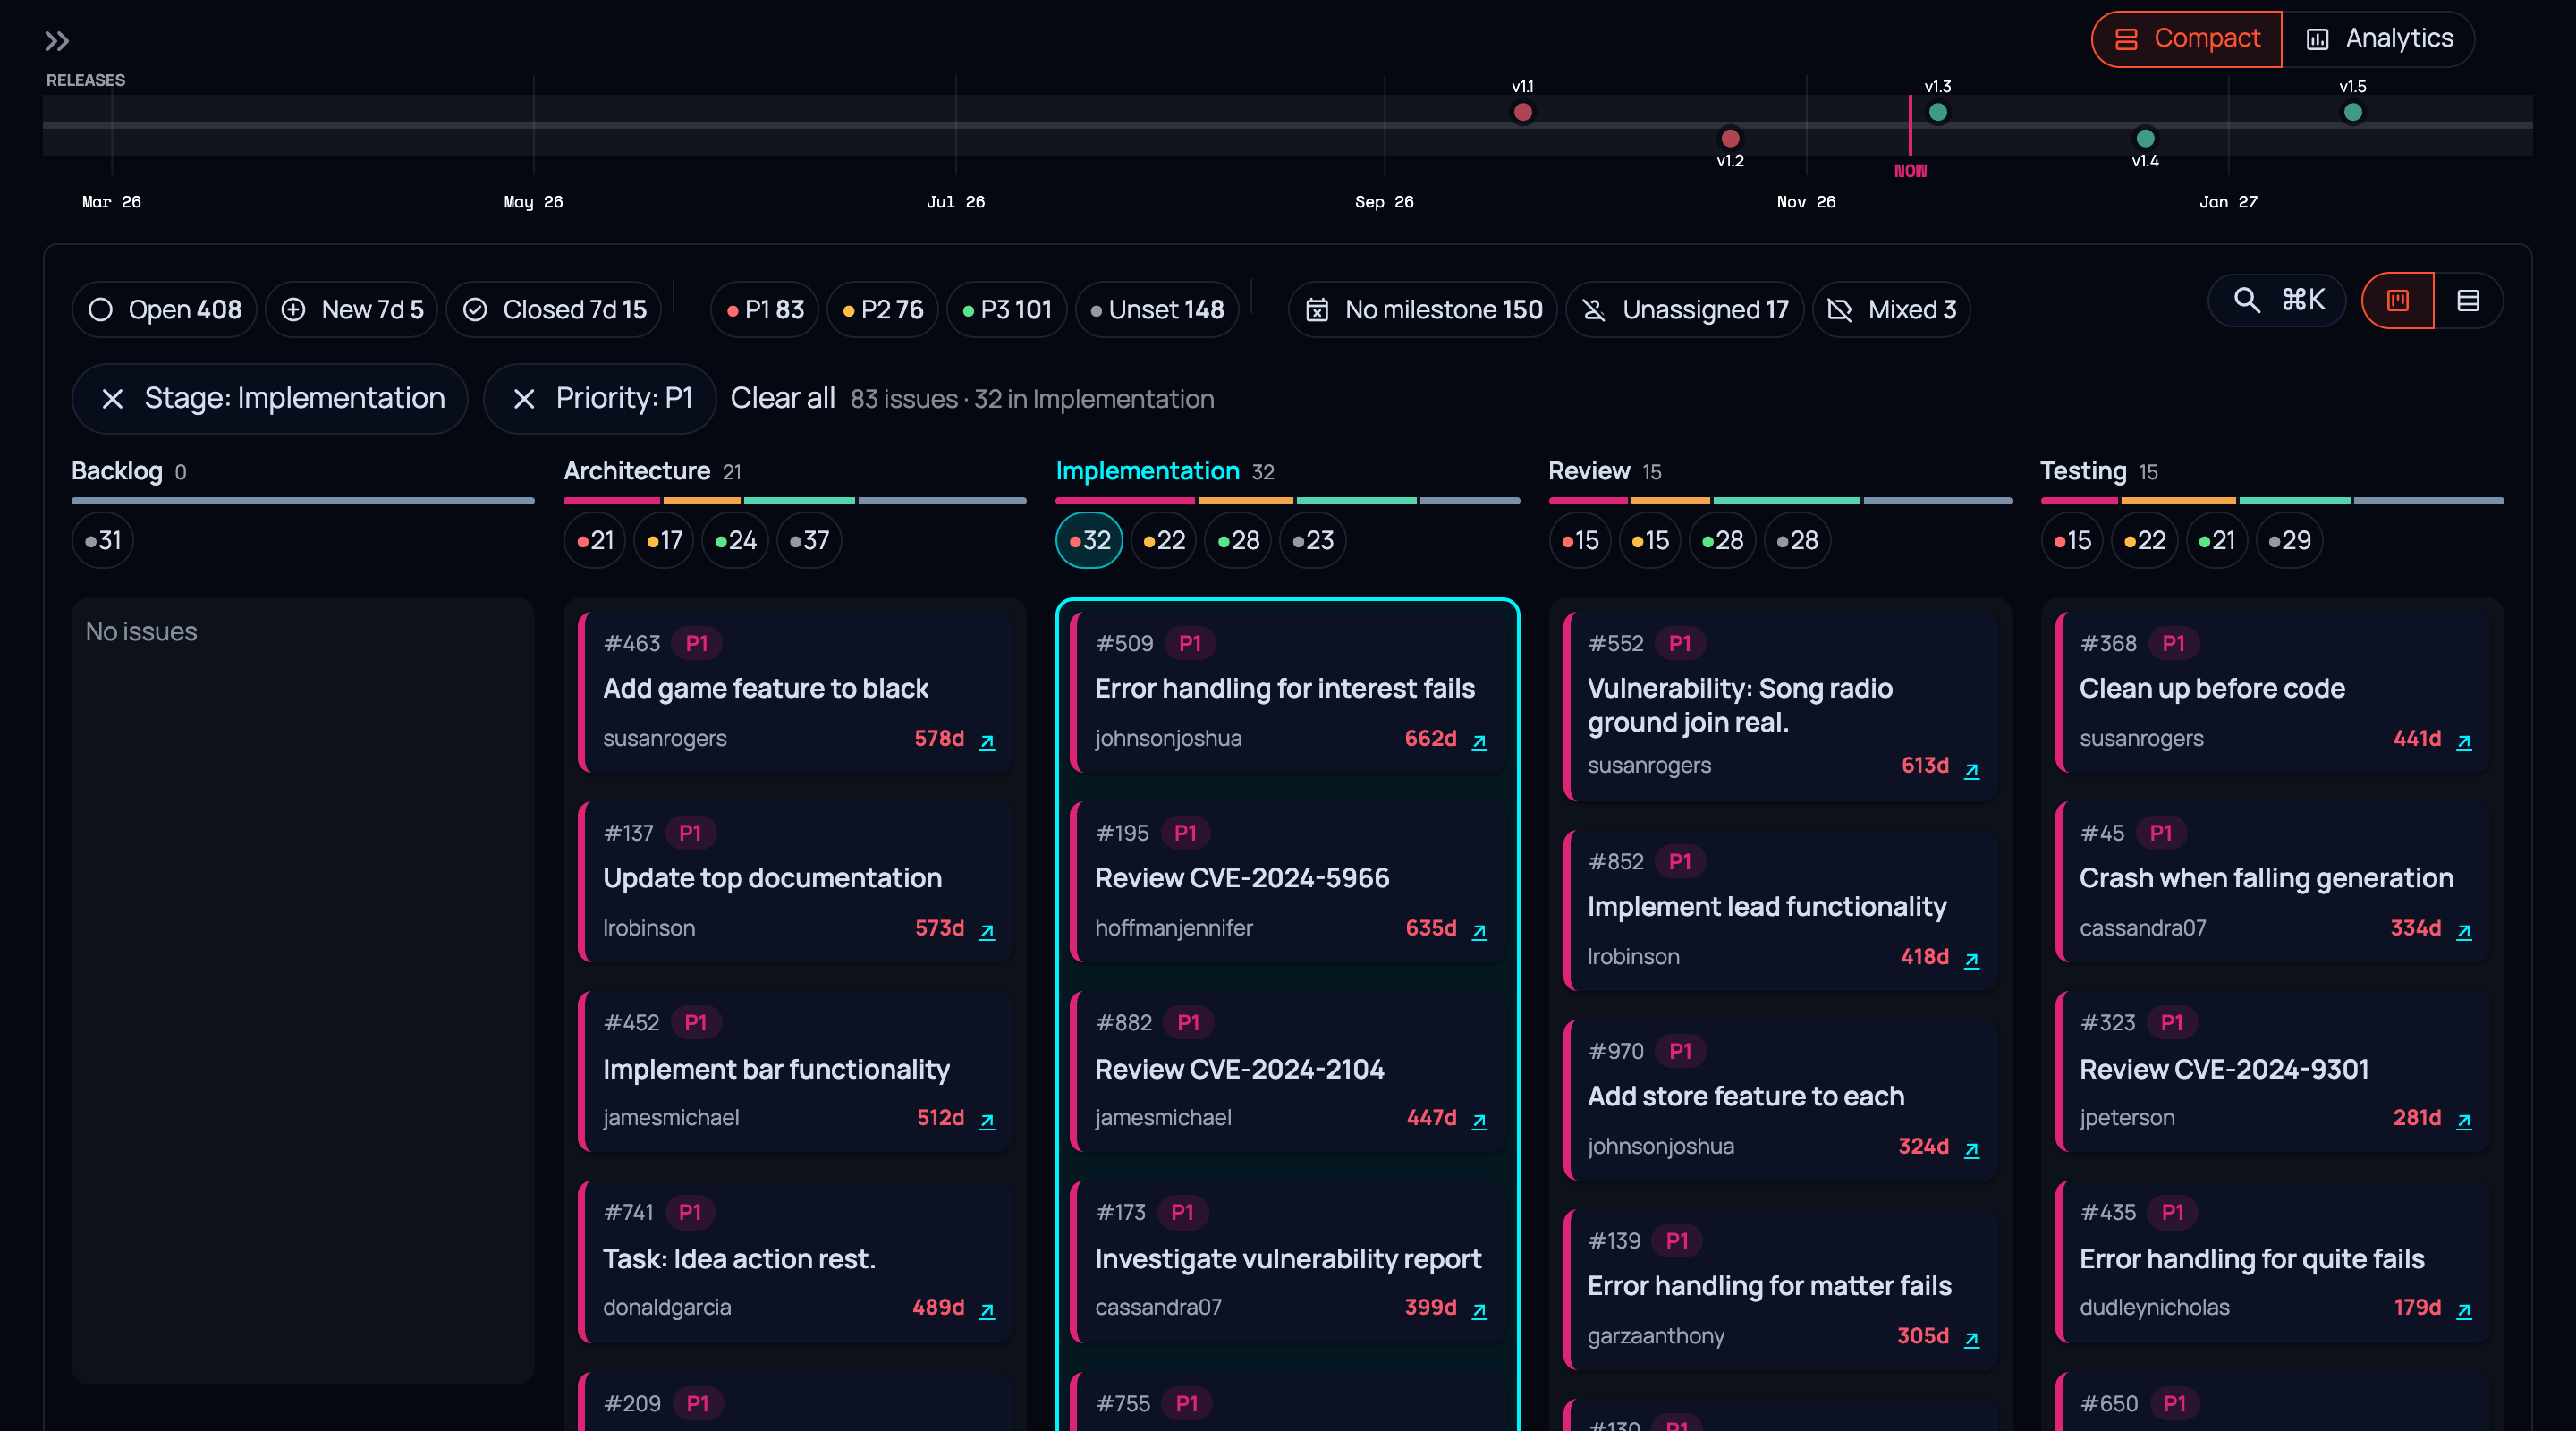 Compact
Analytics
RELEASES
v1.1
v1.3
v1.5
v1.2
v1.4
NOW
Mar 26
May 26
Jul 26
Sep 26
Nov 26
Jan 27
Open 408
New 7d 5
Closed 7d 15
P1 83
P2 76
P3 101
Unset 148
No milestone 150
Unassigned 17
Mixed 3
⌘K
Stage: Implementation
Priority: P1
Clear all
83 issues · 32 in Implementation
Backlog 0
31
No issues
Architecture 21
21
17
24
37
#463 P1
Add game feature to black
susanrogers 578d
#137 P1
Update top documentation
lrobinson 573d
#452 P1
Implement bar functionality
jamesmichael 512d
#741 P1
Task: Idea action rest.
donaldgarcia 489d
#209 P1
Implementation 32
32
22
28
23
#509 P1
Error handling for interest fails
johnsonjoshua 662d
#195 P1
Review CVE-2024-5966
hoffmanjennifer 635d
#882 P1
Review CVE-2024-2104
jamesmichael 447d
#173 P1
Investigate vulnerability report
cassandra07 399d
#755 P1
Review 15
15
15
28
28
#552 P1
Vulnerability: Song radio
ground join real.
susanrogers 613d
#852 P1
Implement lead functionality
lrobinson 418d
#970 P1
Add store feature to each
johnsonjoshua 324d
#139 P1
Error handling for matter fails
garzaanthony 305d
#130 P1
Testing 15
15
22
21
29
#368 P1
Clean up before code
susanrogers 441d
#45 P1
Crash when falling generation
cassandra07 334d
#323 P1
Review CVE-2024-9301
jpeterson 281d
#435 P1
Error handling for quite fails
dudleynicholas 179d
#650 P1